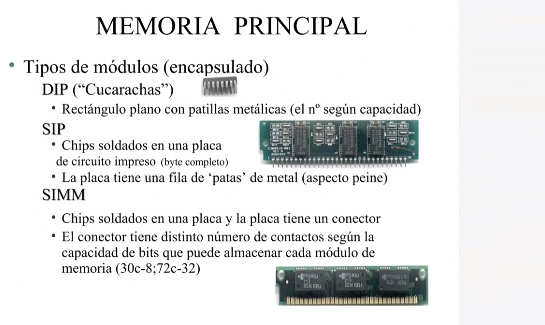 MEMORIA PRINCIPAL
• Tipos de módulos (encapsulado)
DIP (“Cucarachas”)
• Rectángulo plano con patillas metálicas (el nº según capacidad)
SIP
• Chips soldados en una placa
de circuito impreso (byte completo)
• La placa tiene una fila de ‘patas’ de metal (aspecto peine)
SIMM
• Chips soldados en una placa y la placa tiene un conector
• El conector tiene distinto número de contactos según la
capacidad de bits que puede almacenar cada módulo de
memoria (30c-8;72c-32)